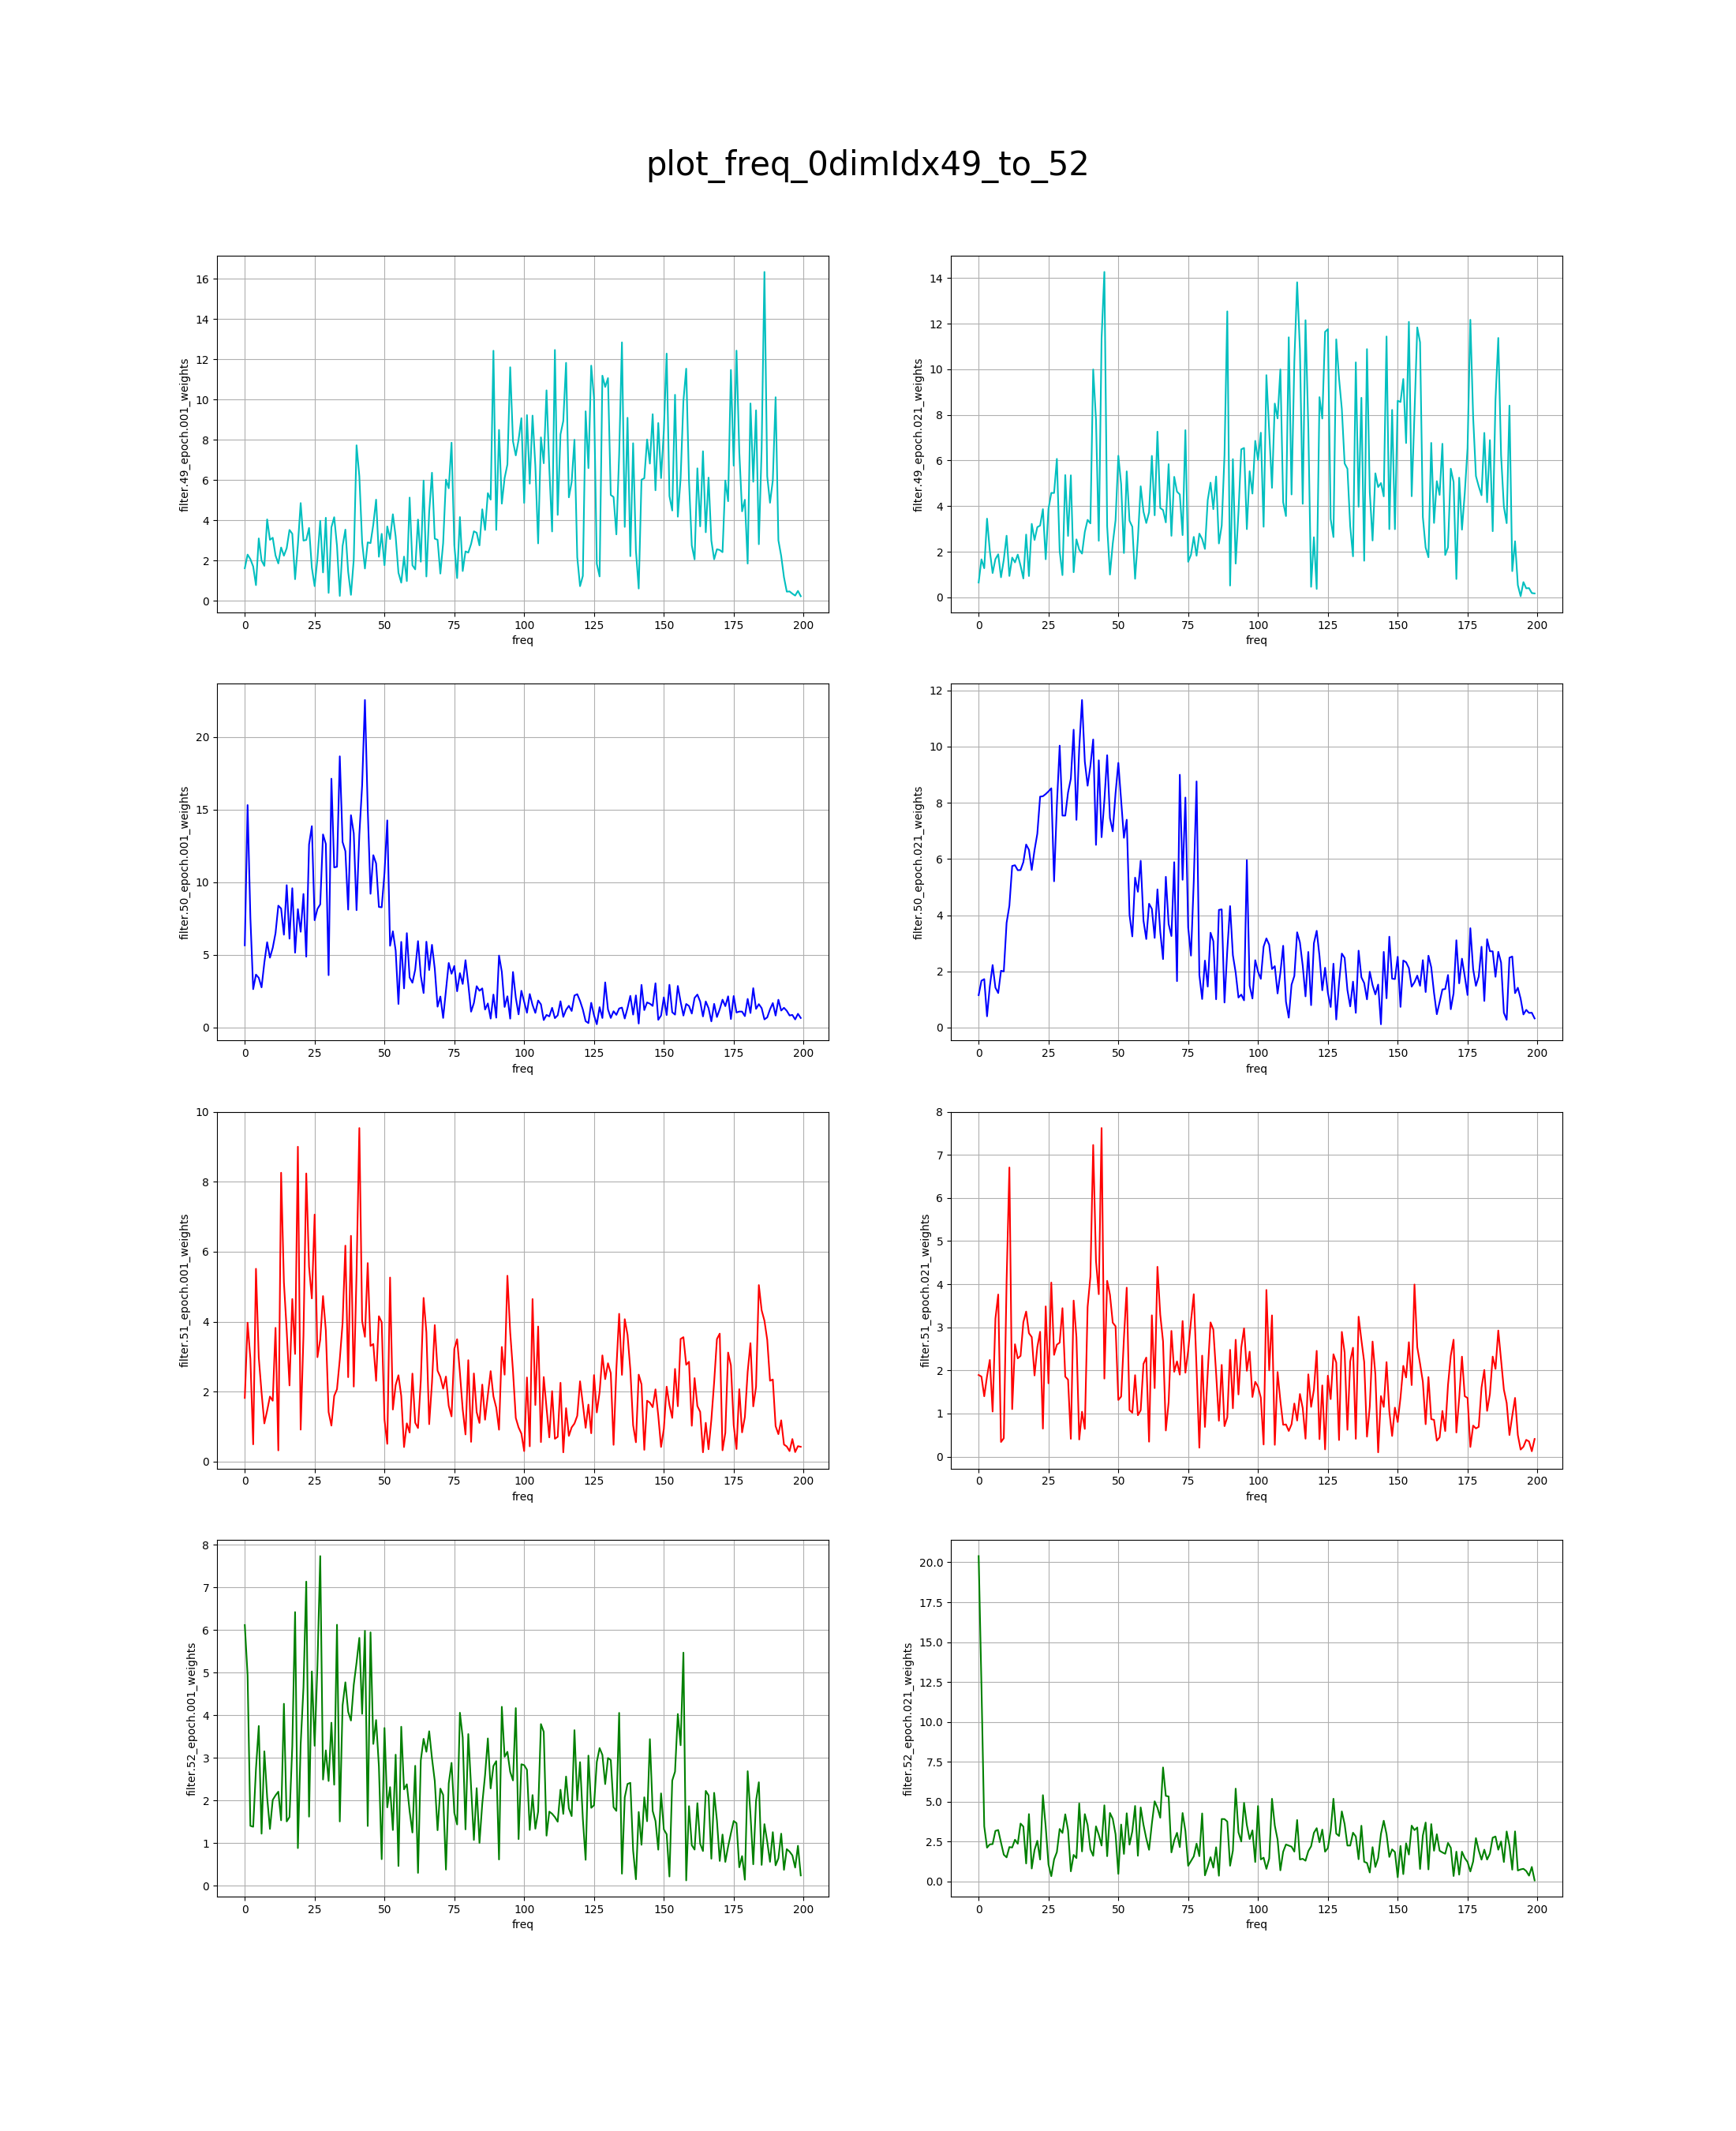 plot_freq_0dimIdx49_to_52
filter.49_epoch.001_weights
16
14
12
10
8
6
4
2
0
0 25 50 75 100 125 150 175 200
freq
filter.49_epoch.021_weights
14
12
10
8
6
4
2
0
0 25 50 75 100 125 150 175 200
freq
filter.50_epoch.001_weights
20
15
10
5
0
0 25 50 75 100 125 150 175 200
freq
filter.50_epoch.021_weights
12
10
8
6
4
2
0
0 25 50 75 100 125 150 175 200
freq
filter.51_epoch.001_weights
10
8
6
4
2
0
0 25 50 75 100 125 150 175 200
freq
filter.51_epoch.021_weights
8
7
6
5
4
3
2
1
0
0 25 50 75 100 125 150 175 200
freq
filter.52_epoch.001_weights
8
7
6
5
4
3
2
1
0
0 25 50 75 100 125 150 175 200
freq
filter.52_epoch.021_weights
20.0
17.5
15.0
12.5
10.0
7.5
5.0
2.5
0.0
0 25 50 75 100 125 150 175 200
freq